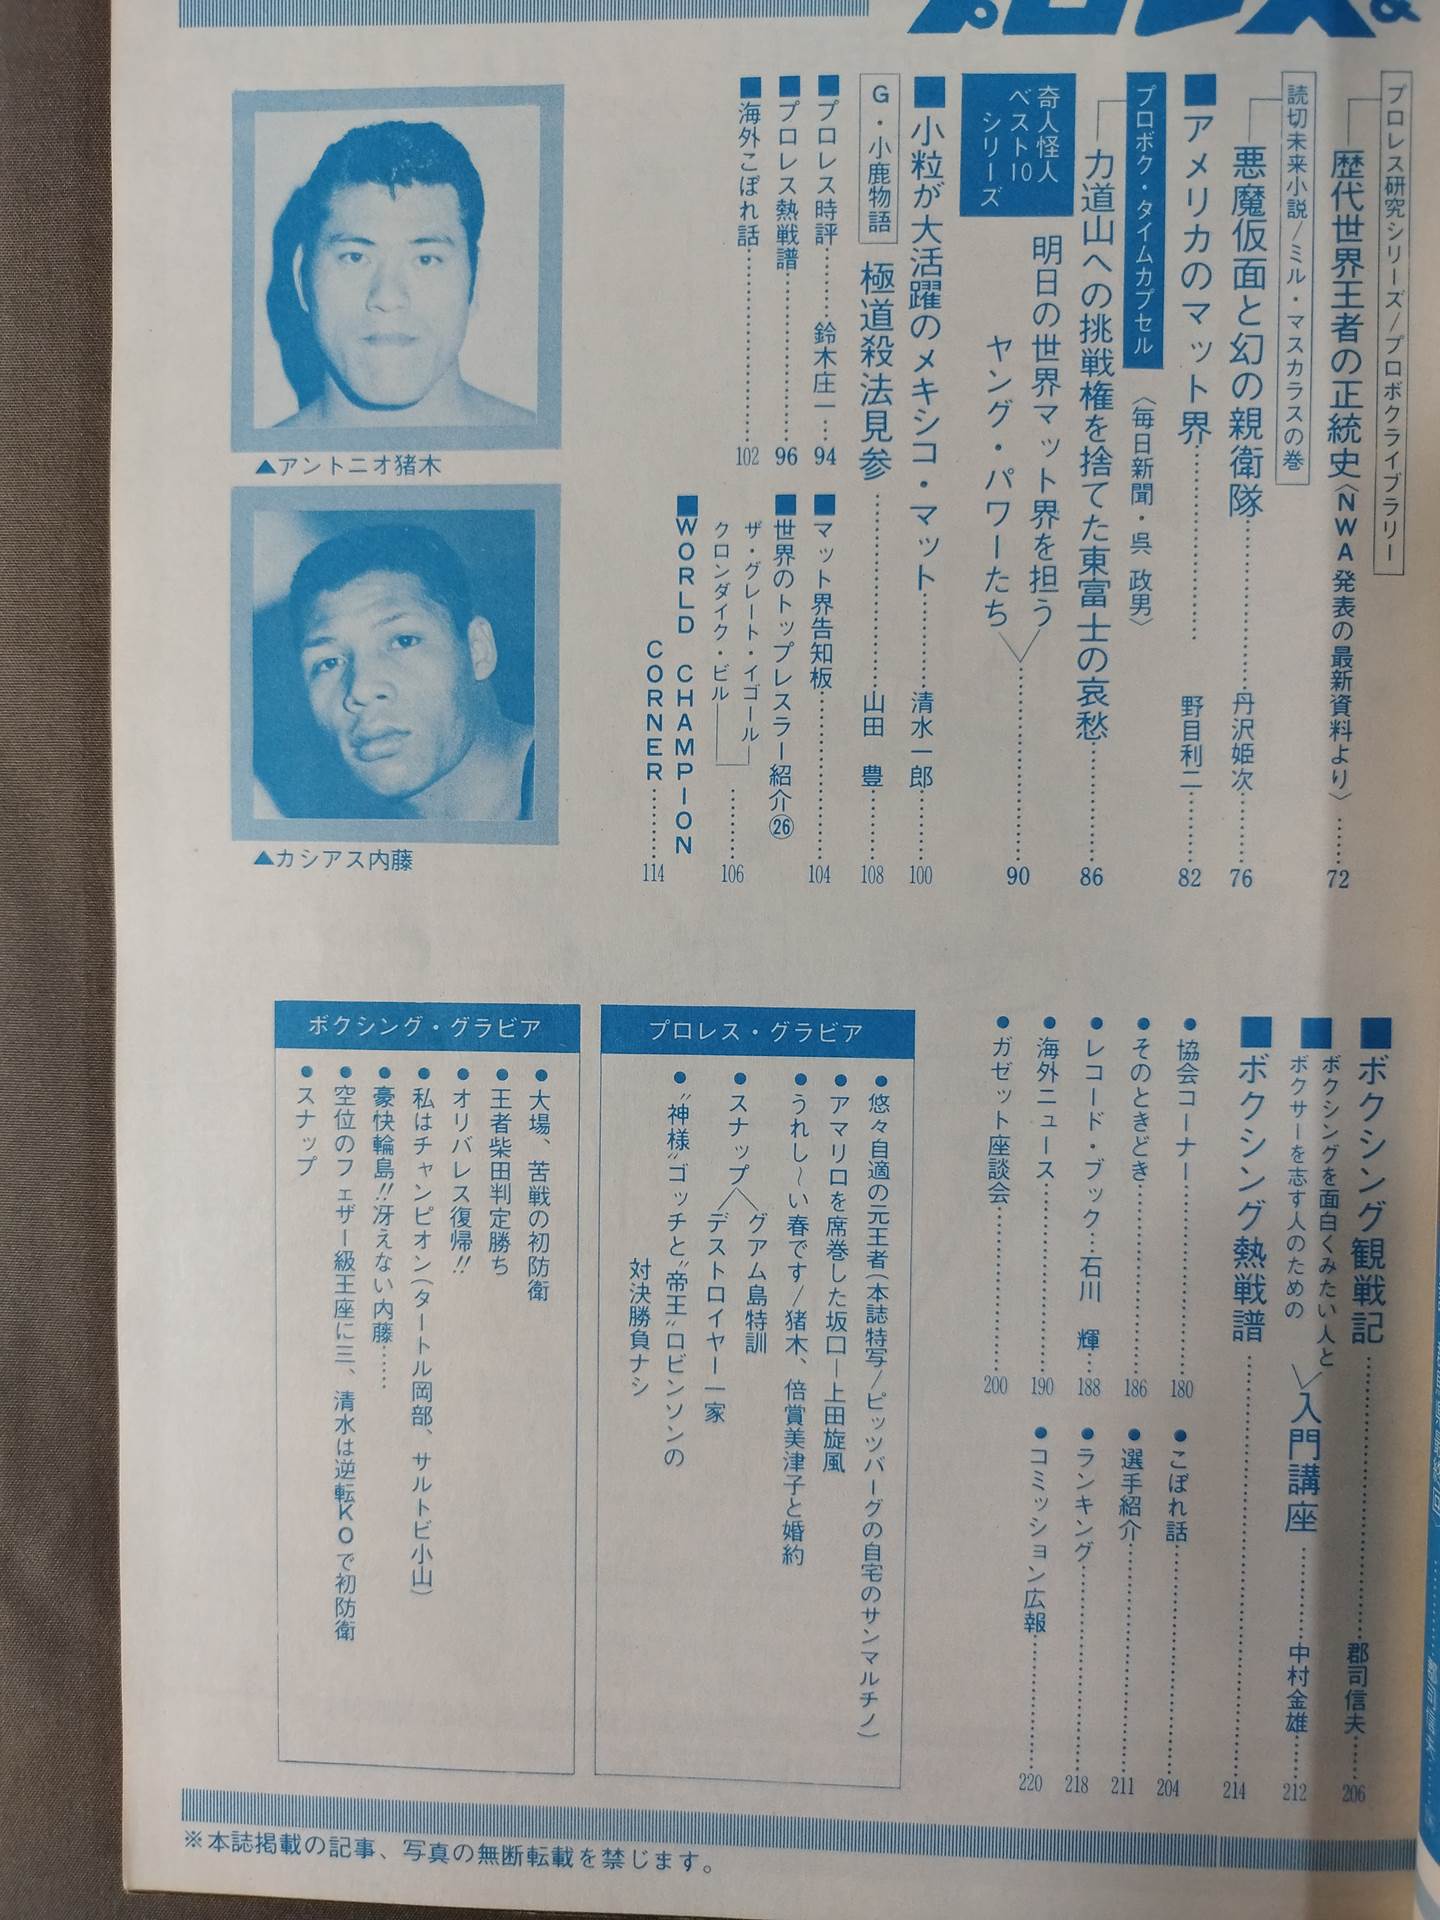 プロレス&
プロレス研究シリーズ/プロボクライブラリー
歴代世界王者の正統史〈NWA発表の最新資料より〉……72
読切未来小説/ミル・マスカラスの巻
悪魔仮面と幻の親衛隊…………丹沢姫次……76
■アメリカのマット界…………野目利二……82
プロボク・タイムカプセル
〈毎日新聞・呉 政男〉
力道山への挑戦権を捨てた東富士の哀愁……86
奇人怪人
ベスト10
シリーズ
明日の世界マット界を担う
ヤング・パワーたち
…………90
■小粒が大活躍のメキシコ・マット……清水一郎……100
G・小鹿物語
極道殺法見参…………山田 豊……108
■プロレス時評……鈴木庄一…94
■プロレス熱戦譜…………96
■海外こぼれ話…………102
■マット界告知板…………104
■世界のトップレスラー紹介㉖
ザ・グレート・イゴール
クロンダイク・ビル
……106
■WORLD CHAMPION
CORNER……114
▲アントニオ猪木
▲カシアス内藤
■ボクシング観戦記…………郡司信夫……206
■ボクシングを面白くみたい人と
ボクサーを志す人のための
入門講座……中村金雄……212
■ボクシング熱戦譜…………214
●協会コーナー…………180
●そのときどき…………186
●レコード・ブック…石川 輝…188
●海外ニュース…………190
●ガゼット座談会…………200
●こぼれ話…………204
●選手紹介…………211
●ランキング…………218
●コミッション広報…………220
プロレス・グラビア
●悠々自適の元王者(本誌特写/ピッツバーグの自宅のサンマルチノ)
●アマリロを席巻した坂口―上田旋風
●うれし〜い春です/猪木、倍賞美津子と婚約
●スナップ
グアム島特訓
デストロイヤー一家
●〝神様〟ゴッチと〝帝王〟ロビンソンの
対決勝負ナシ
ボクシング・グラビア
●大場、苦戦の初防衛
●王者柴田判定勝ち
●オリバレス復帰!!
●私はチャンピオン(タートル岡部、サルトビ小山)
●豪快輪島!!冴えない内藤……
●空位のフェザー級王座に三、清水は逆転KOで初防衛
●スナップ
※本誌掲載の記事、写真の無断転載を禁じます。